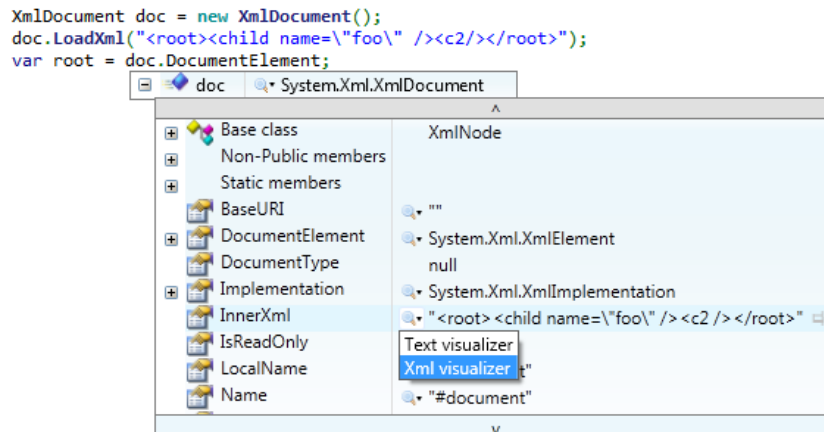 XmlDocument doc = new XmlDocument();
doc.LoadXml("<root><child name=\"foo\" /><c2/></root>");
var root = doc.DocumentElement;
doc System.Xml.XmlDocument
Base class XmlNode
Non-Public members
Static members
BaseURI ""
DocumentElement System.Xml.XmlElement
DocumentType null
Implementation System.Xml.XmlImplementation
InnerXml "<root><child name=\"foo\" /><c2 /></root>"
IsReadOnly Text visualizer
LocalName Xml visualizer t"
Name "#document"